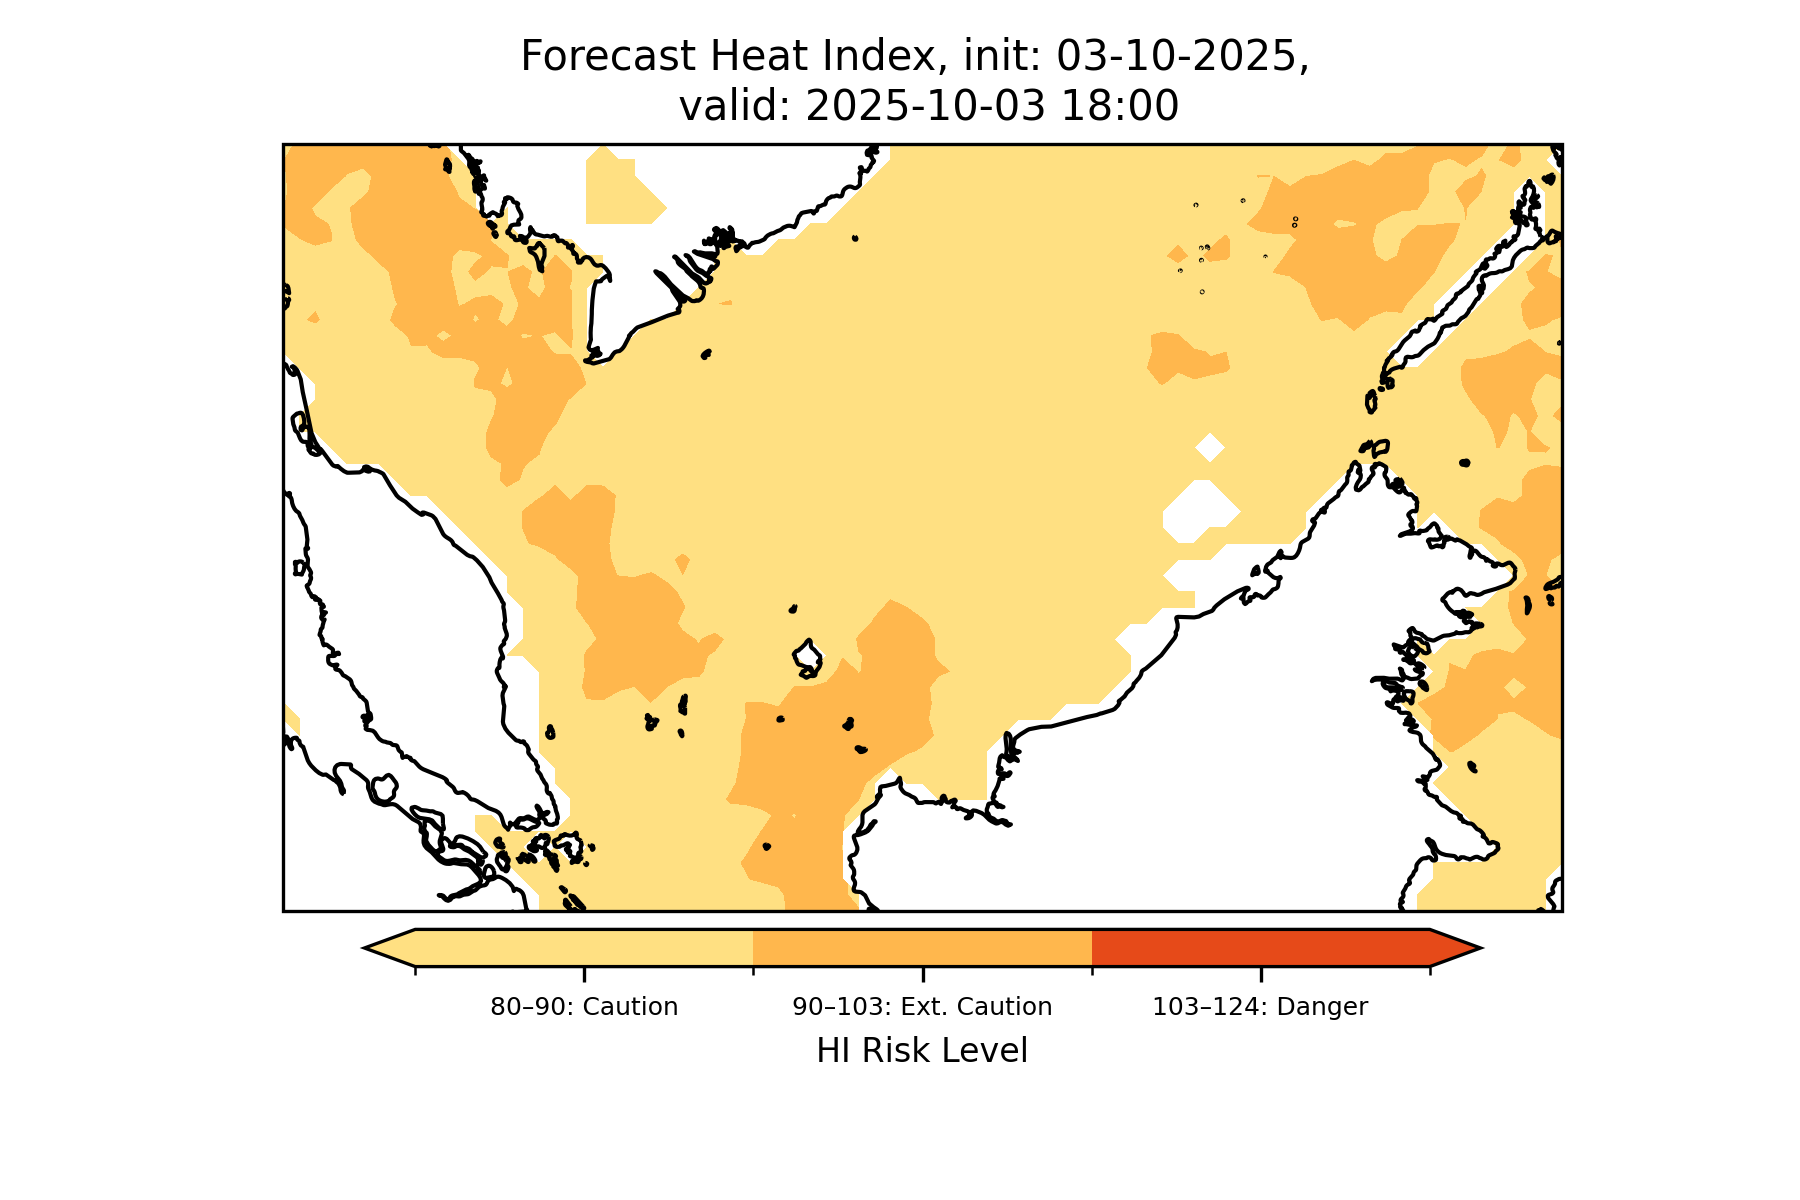 Forecast Heat Index, init: 03-10-2025,
valid: 2025-10-03 18:00
80–90: Caution
90–103: Ext. Caution
103–124: Danger
HI Risk Level